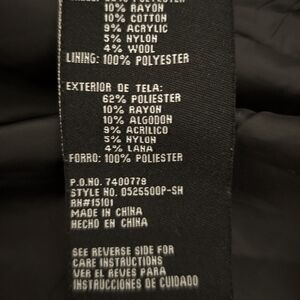 10% RAYON
10% COTTON
9% ACRYLIC
5% NYLON
4% WOOL
LINING: 100% POLYESTER
EXTERIOR DE TELA:
62% POLIESTER
10% RAYON
10% ALGODON
9% ACRILICO
5% NYLON
4% LANA
FORRO: 100% POLYESTER
P.O.NO. 7400778
STYLE NO. 0525500P-SH
RN#15101
MADE IN CHINA
HECHO EN CHINA
SEE REVERSE SIDE FOR
CARE INSTRUCTIONS
VER EL REVES PARA
INSTRUCCIONES DE CUIDADO